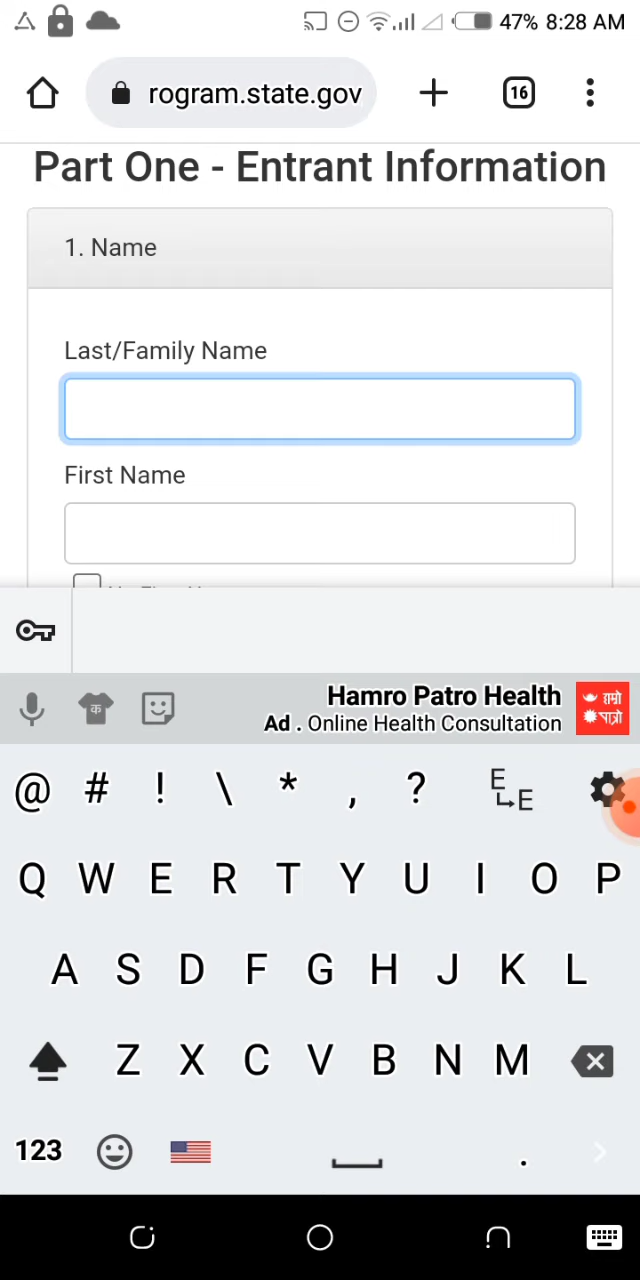 47% 8:28 AM
rogram.state.gov
16
Part One - Entrant Information
1. Name
Last/Family Name
First Name
Hamro Patro Health
Ad . Online Health Consultation
हाम्रो
पात्रो
क
@ # ! \ * , ? E E
Q W E R T Y U I O P
A S D F G H J K L
Z X C V B N M
123 .